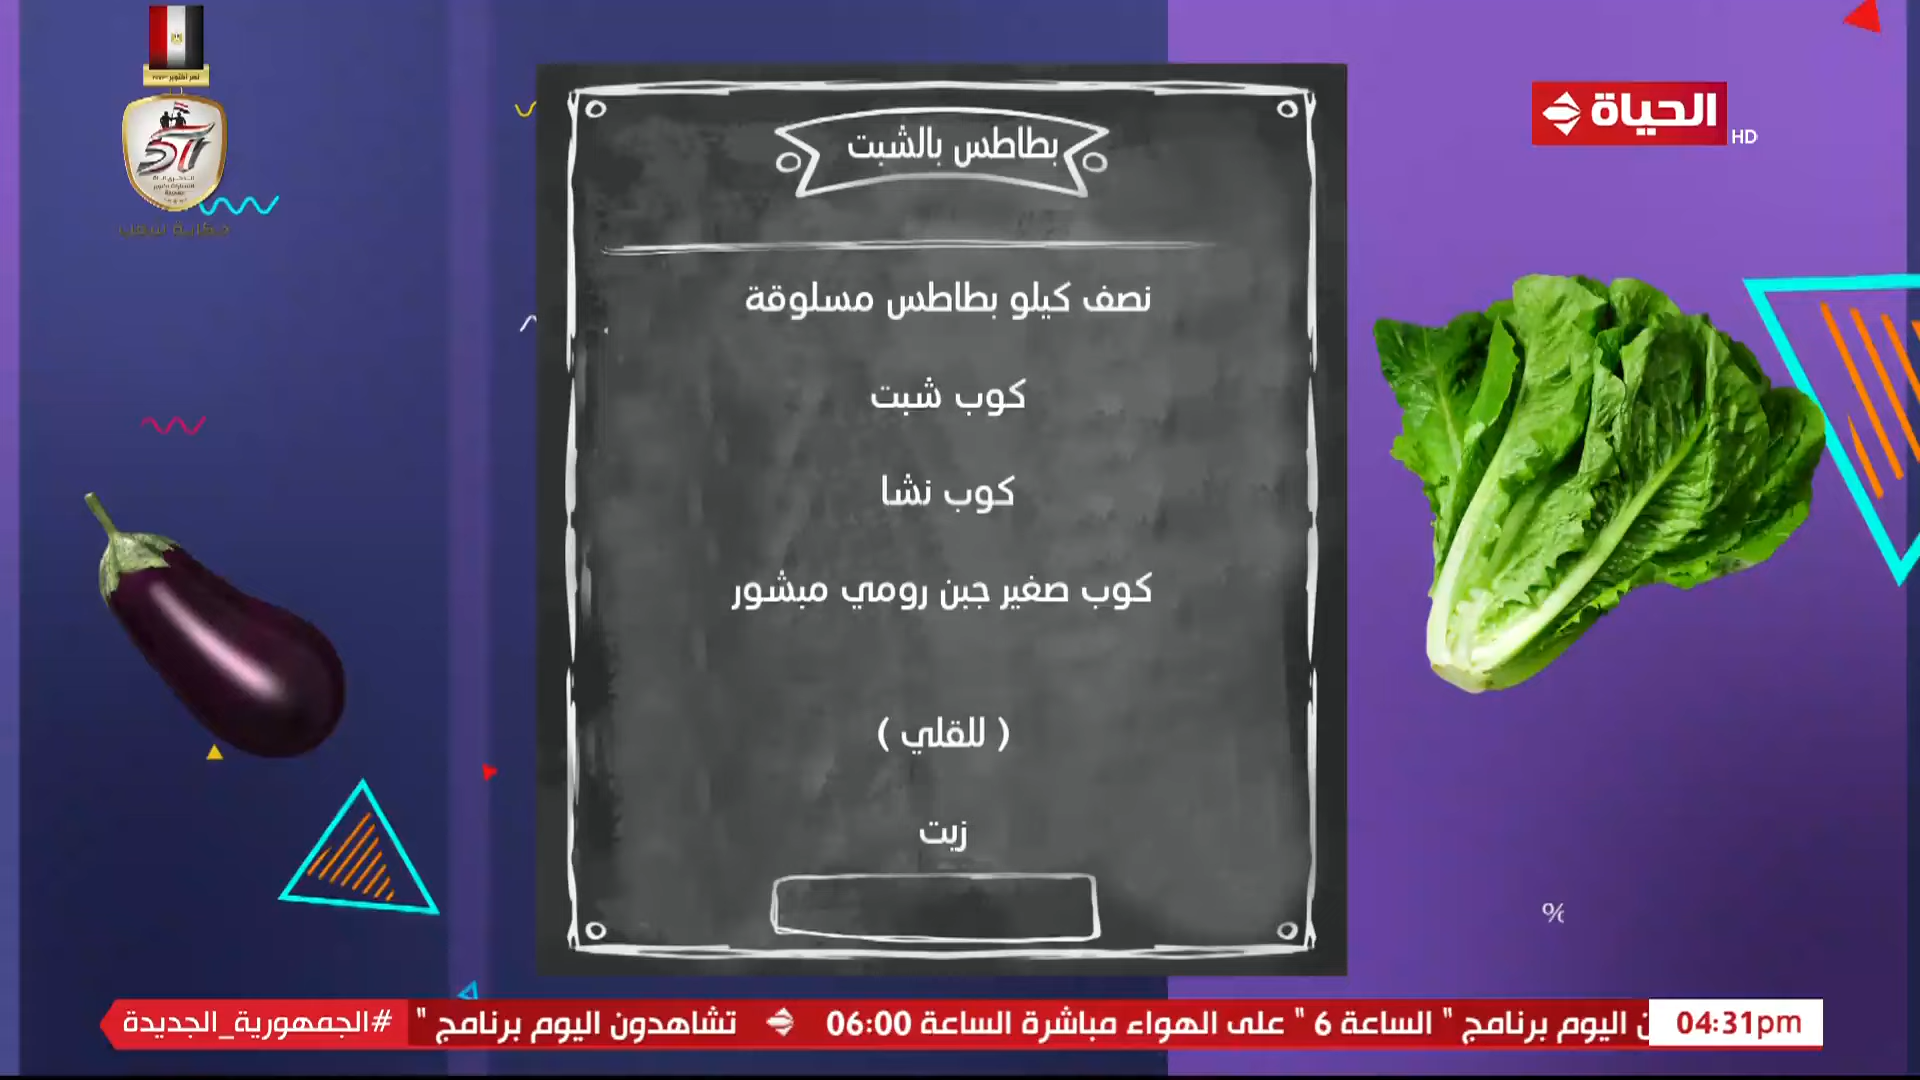 الحياة
HD
بطاطس بالشبت
نصف كيلو بطاطس مسلوقة
كوب شبت
كوب نشا
كوب صغير جبن رومي مبشور
( للقلي )
زيت
%
#الجمهورية_الجديدة
ن اليوم برنامج " الساعة 6 " على الهواء مباشرة الساعة 06:00
تشاهدون اليوم برنامج "
04:31pm